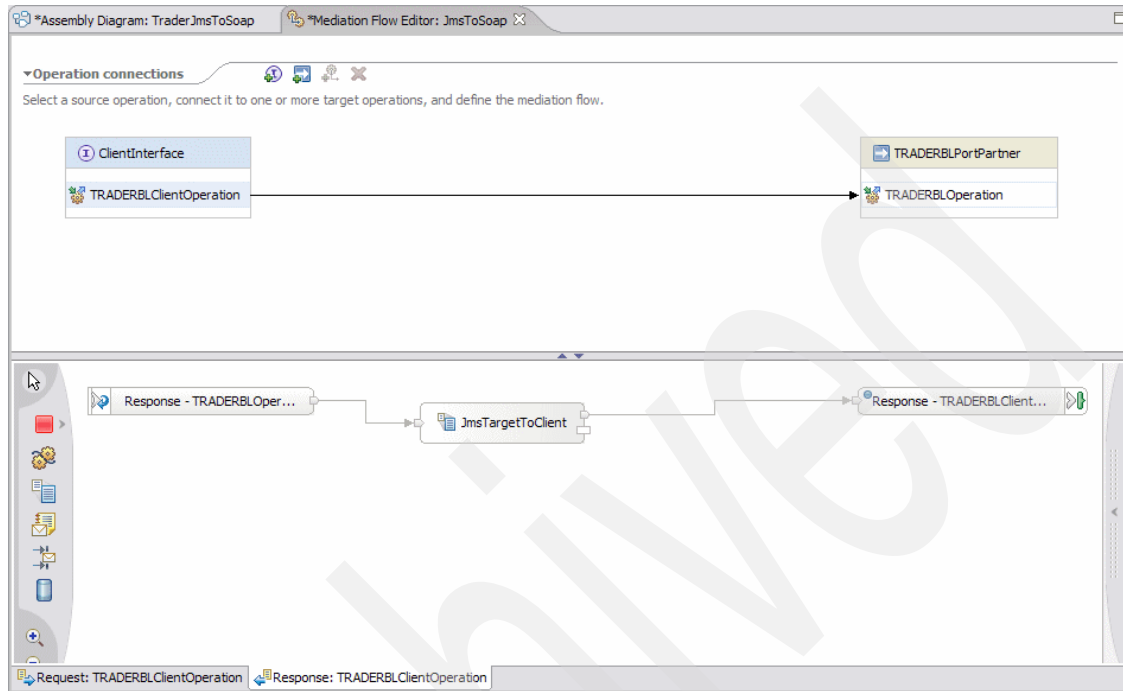 *Assembly Diagram: TraderJmsToSoap
*Mediation Flow Editor: JmsToSoap
Operation connections
Select a source operation, connect it to one or more target operations, and define the mediation flow.
ClientInterface
TRADERBLPortPartner
TRADERBLClientOperation
TRADERBLOperation
Response - TRADERBLOper...
Response - TRADERBLClient...
JmsTargetToClient
Request: TRADERBLClientOperation
Response: TRADERBLClientOperation